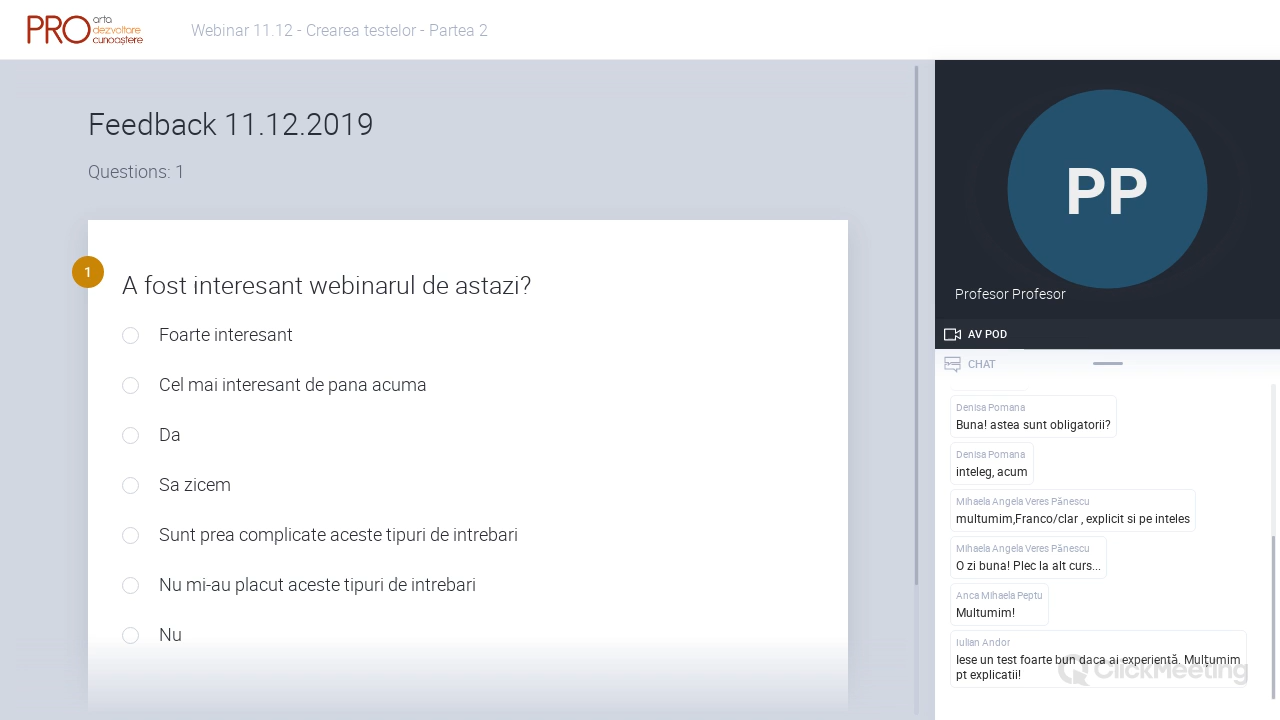 PRO arta
dezvoltare
cunoaștere
Webinar 11.12 - Crearea testelor - Partea 2
Feedback 11.12.2019
Questions: 1
1
A fost interesant webinarul de astazi?
Foarte interesant
Cel mai interesant de pana acuma
Da
Sa zicem
Sunt prea complicate aceste tipuri de intrebari
Nu mi-au placut aceste tipuri de intrebari
Nu
PP
Profesor Profesor
AV POD
CHAT
Denisa Pomana
Buna! astea sunt obligatorii?
Denisa Pomana
inteleg, acum
Mihaela Angela Veres Pănescu
multumim,Franco/clar , explicit si pe inteles
Mihaela Angela Veres Pănescu
O zi buna! Plec la alt curs...
Anca Mihaela Peptu
Multumim!
Iulian Andor
Iese un test foarte bun daca ai experiență. Mulțumim
pt explicatii!
ClickMeeting